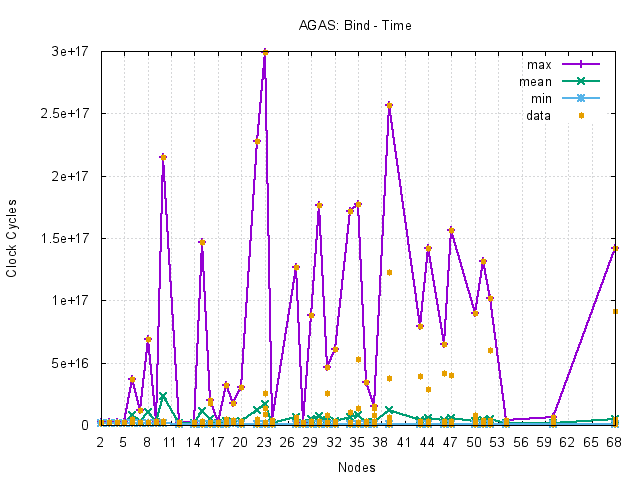 AGAS: Bind - Time
3e+17
2.5e+17
2e+17
1.5e+17
1e+17
5e+16
0
Clock Cycles
max
mean
min
data
2 5 8 11 14 17 20 23 26 29 32 35 38 41 44 47 50 53 56 59 62 65 68
Nodes